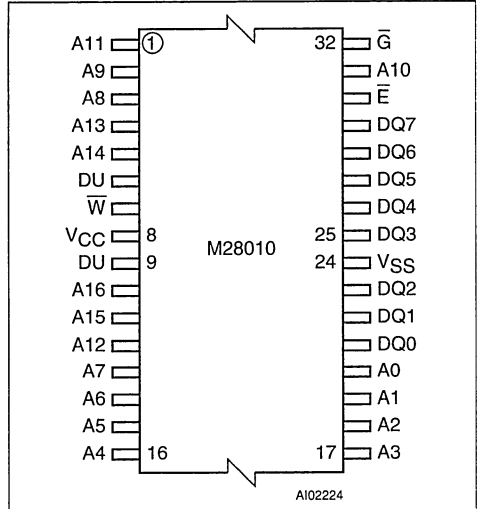 A11 ① 32 G̅
A9 A10
A8 E̅
A13 DQ7
A14 DQ6
DU DQ5
W̅ DQ4
VCC 8 25 DQ3
M28010
DU 9 24 VSS
A16 DQ2
A15 DQ1
A12 DQ0
A7 A0
A6 A1
A5 A2
A4 16 17 A3
AI02224